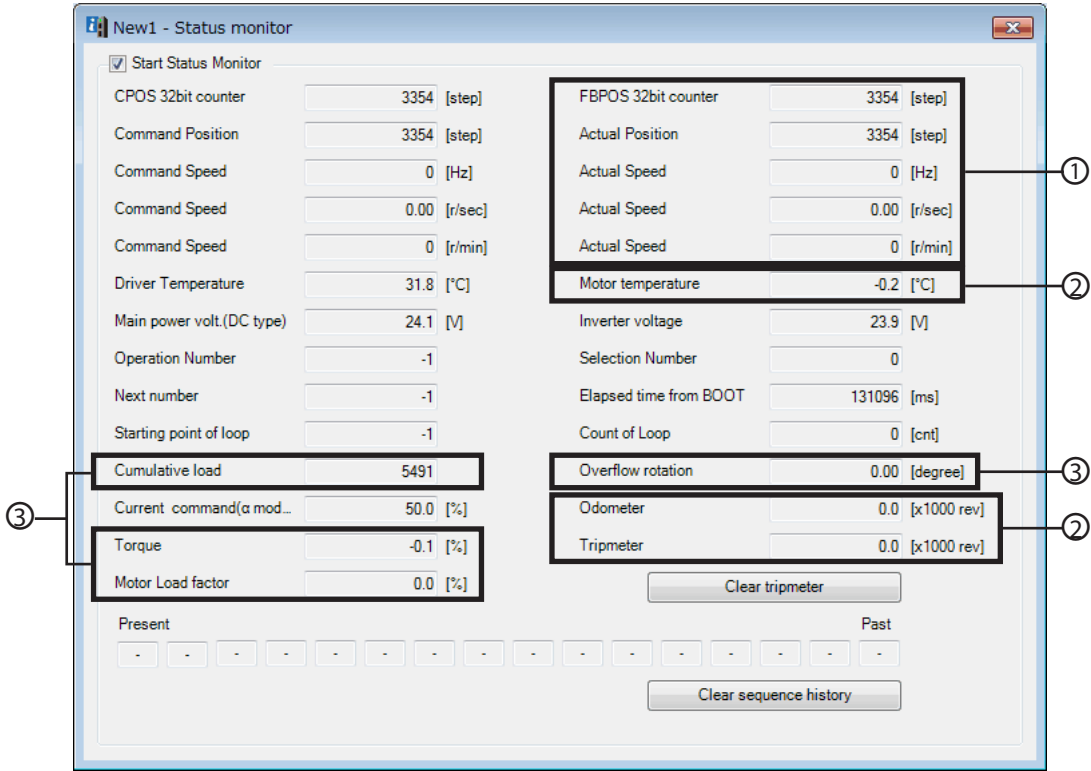 New1 - Status monitor
Start Status Monitor
CPOS 32bit counter 3354 [step] FBPOS 32bit counter 3354 [step]
Command Position 3354 [step] Actual Position 3354 [step]
Command Speed 0 [Hz] Actual Speed 0 [Hz] ①
Command Speed 0.00 [r/sec] Actual Speed 0.00 [r/sec]
Command Speed 0 [r/min] Actual Speed 0 [r/min]
Driver Temperature 31.8 [°C] Motor temperature -0.2 [°C] ②
Main power volt.(DC type) 24.1 [V] Inverter voltage 23.9 [V]
Operation Number -1 Selection Number 0
Next number -1 Elapsed time from BOOT 131096 [ms]
Starting point of loop -1 Count of Loop 0 [cnt]
Cumulative load 5491 Overflow rotation 0.00 [degree] ③
③ Current command(α mod... 50.0 [%] Odometer 0.0 [x1000 rev] ②
Torque -0.1 [%] Tripmeter 0.0 [x1000 rev]
Motor Load factor 0.0 [%] Clear tripmeter
Present Past
- - - - - - - - - - - - - - - -
Clear sequence history